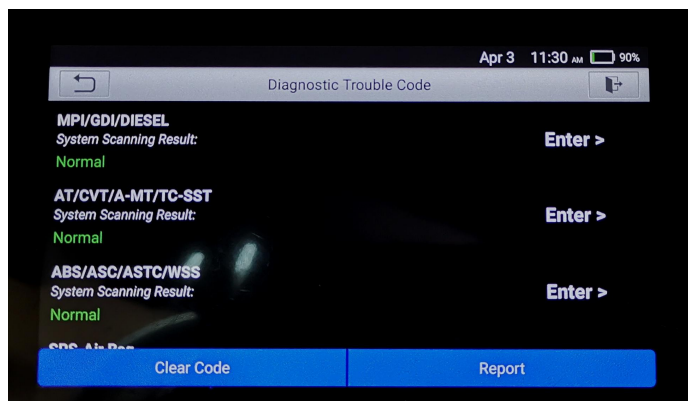 Apr 3 11:30 AM 90%
Diagnostic Trouble Code
MPI/GDI/DIESEL
System Scanning Result:
Enter >
Normal
AT/CVT/A-MT/TC-SST
System Scanning Result:
Enter >
Normal
ABS/ASC/ASTC/WSS
System Scanning Result:
Enter >
Normal
Clear Code
Report